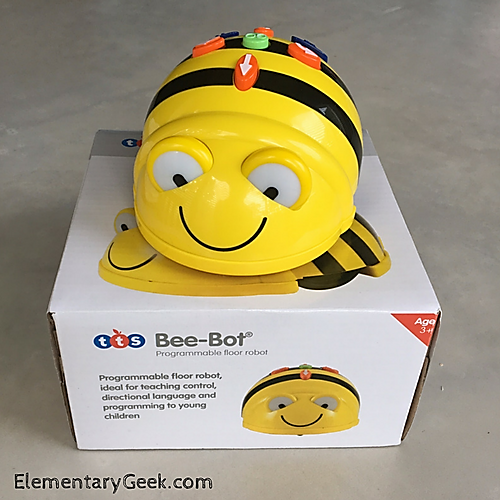 tts Bee-Bot®
Programmable floor robot
Programmable floor robot,
ideal for teaching control,
directional language and
programming to young
children
Age
3+
ElementaryGeek.com